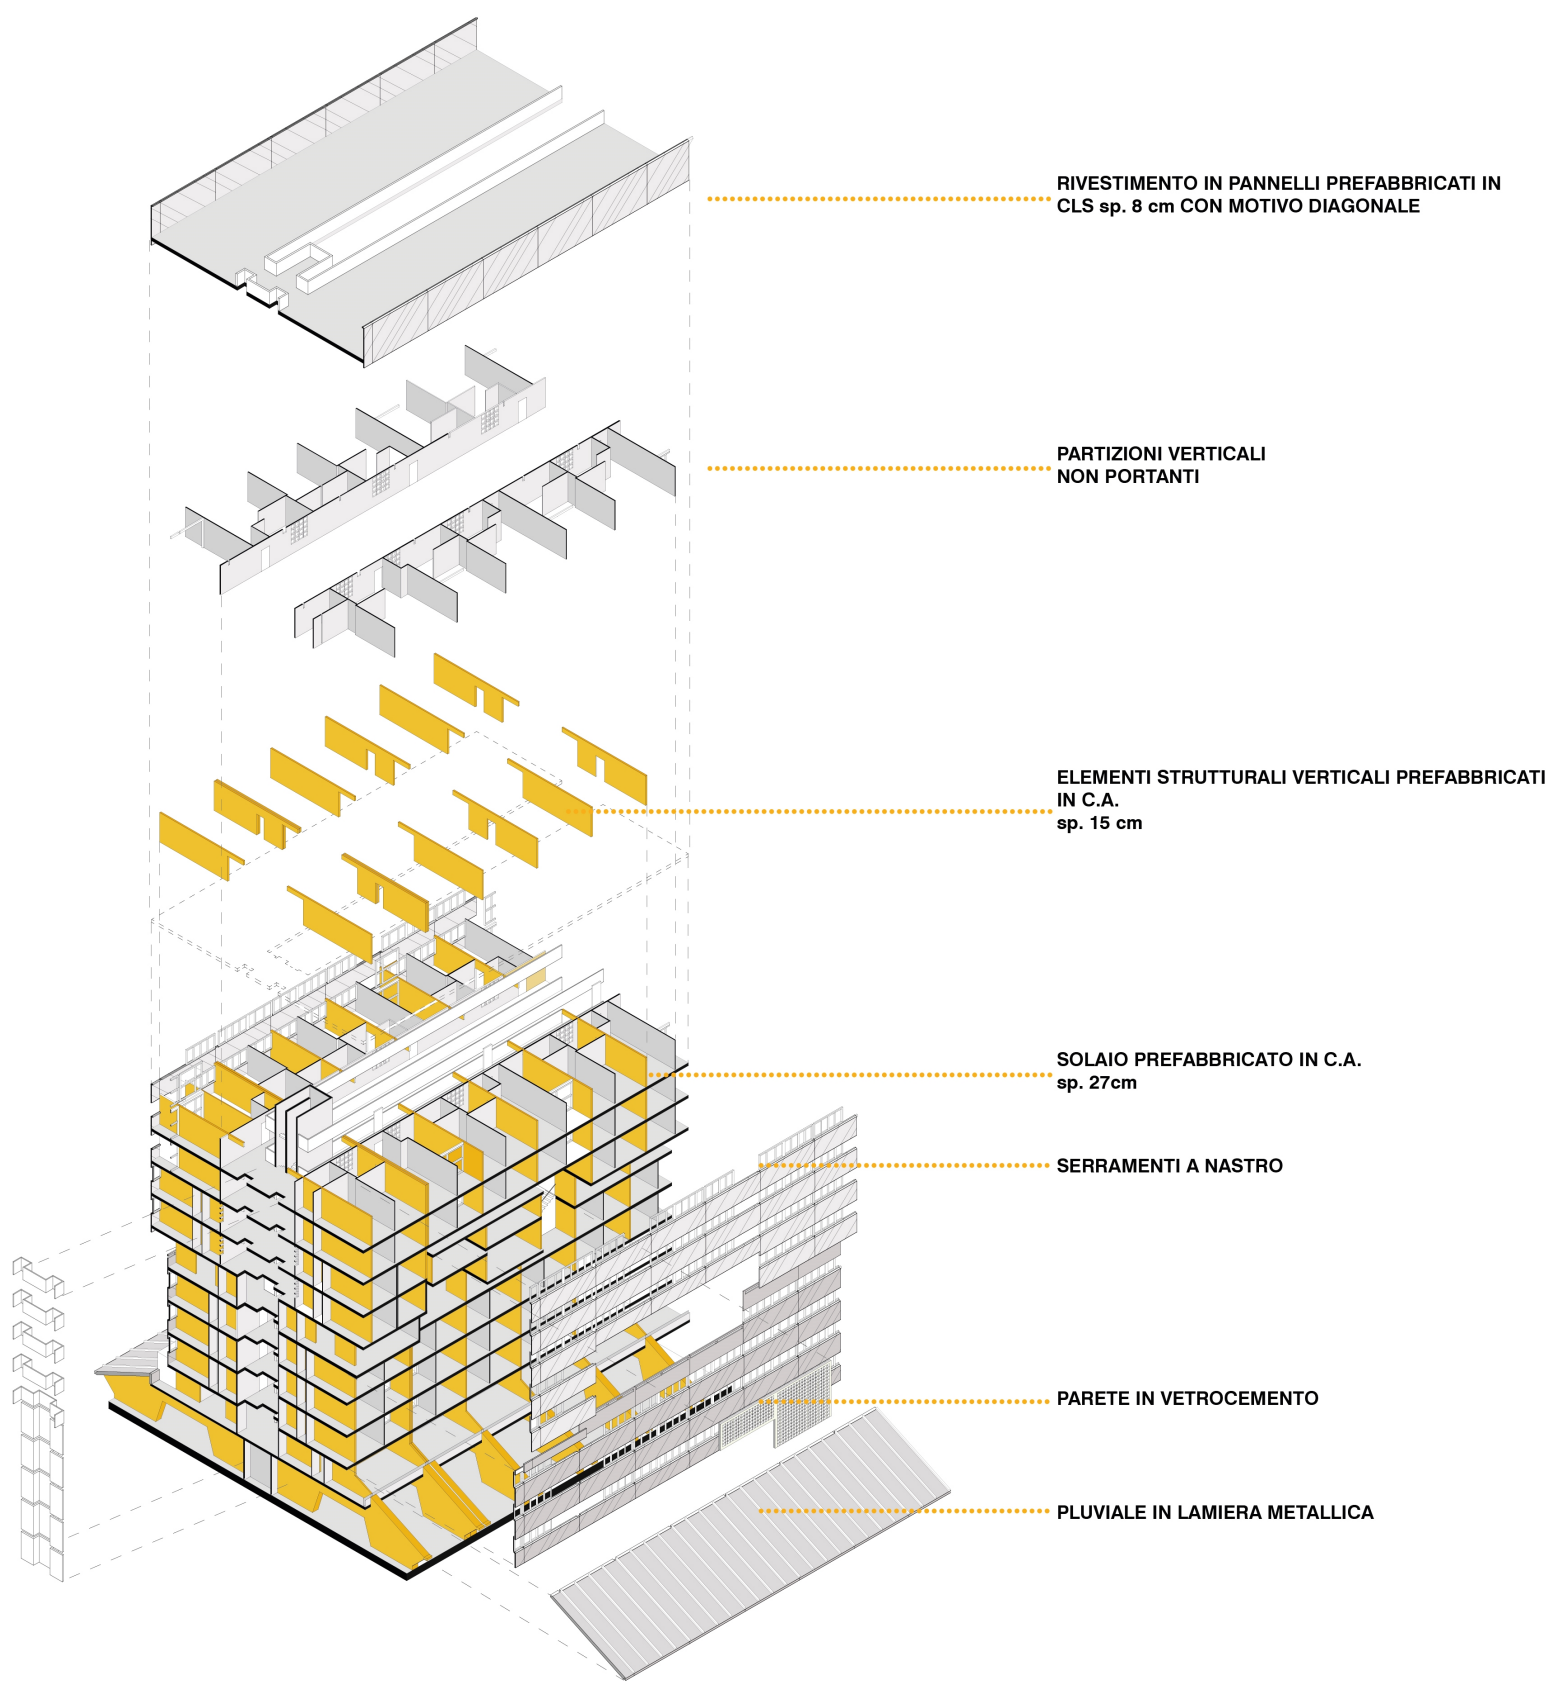 RIVESTIMENTO IN PANNELLI PREFABBRICATI IN
CLS sp. 8 cm CON MOTIVO DIAGONALE
PARTIZIONI VERTICALI
NON PORTANTI
ELEMENTI STRUTTURALI VERTICALI PREFABBRICATI
IN C.A.
sp. 15 cm
SOLAIO PREFABBRICATO IN C.A.
sp. 27cm
SERRAMENTI A NASTRO
PARETE IN VETROCEMENTO
PLUVIALE IN LAMIERA METALLICA